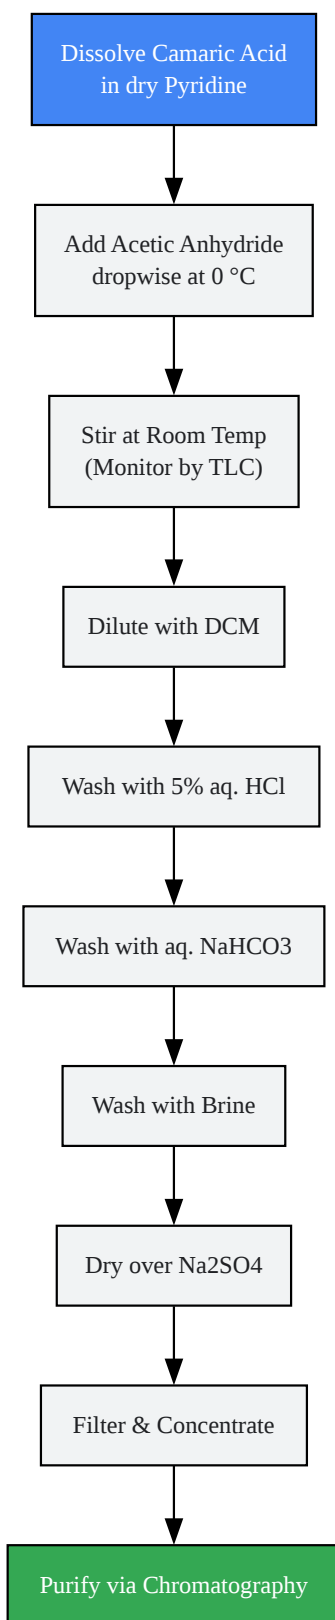 Dissolve Camaric Acid
in dry Pyridine
Add Acetic Anhydride
dropwise at 0 °C
Stir at Room Temp
(Monitor by TLC)
Dilute with DCM
Wash with 5% aq. HCl
Wash with aq. NaHCO3
Wash with Brine
Dry over Na2SO4
Filter & Concentrate
Purify via Chromatography